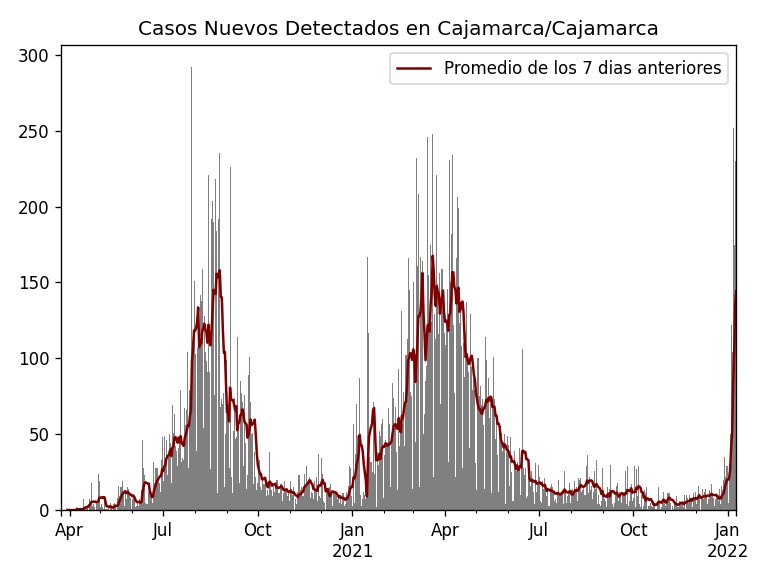 Casos Nuevos Detectados en Cajamarca/Cajamarca
Promedio de los 7 dias anteriores
300
250
200
150
100
50
0
Apr Jul Oct Jan Apr Jul Oct Jan
2021 2022